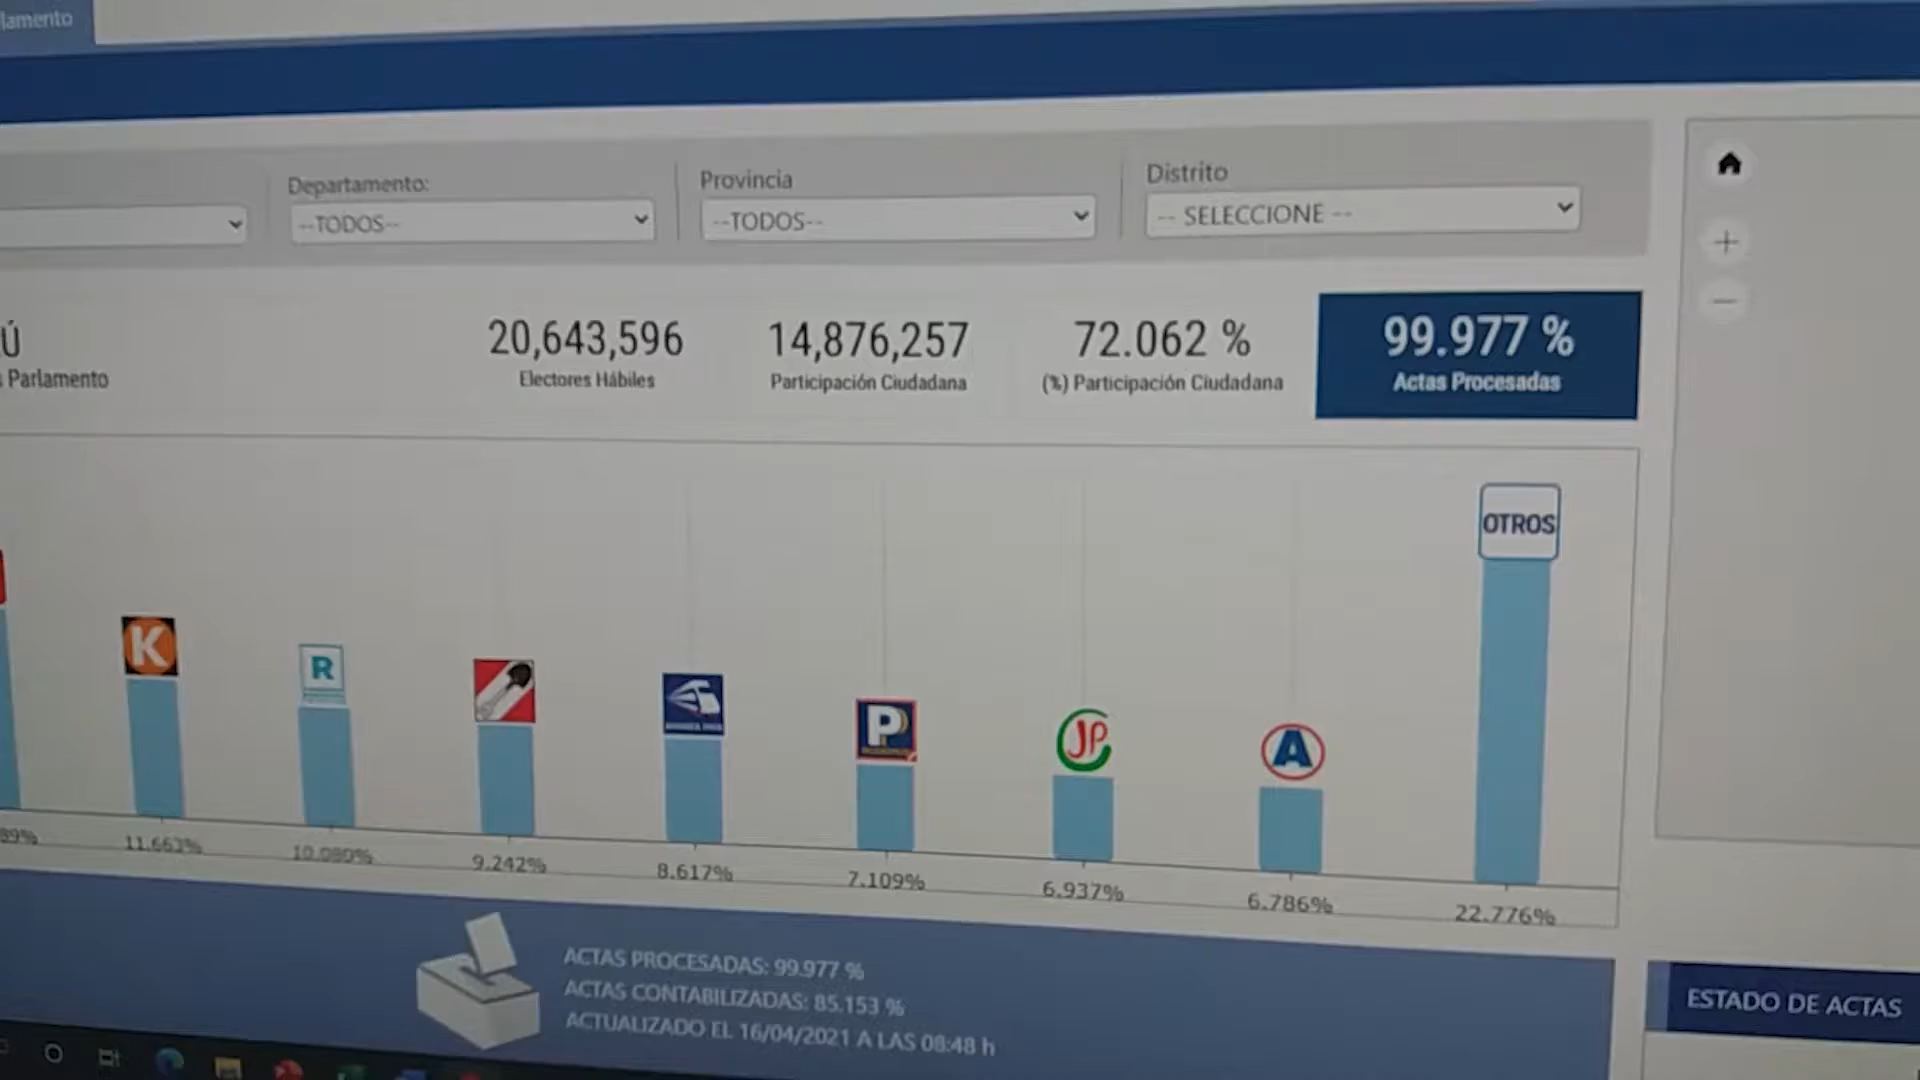 lamento
Departamento:
--TODOS--
Provincia
--TODOS--
Distrito
-- SELECCIONE --
Ú
Parlamento
20,643,596
Electores Hábiles
14,876,257
Participación Ciudadana
72.062 %
(%) Participación Ciudadana
99.977 %
Actas Procesadas
K
R
P
JP
A
OTROS
89%
11.663%
10.080%
9.242%
8.617%
7.109%
6.937%
6.786%
22.776%
ACTAS PROCESADAS: 99.977 %
ACTAS CONTABILIZADAS: 85.153 %
ACTUALIZADO EL 16/04/2021 A LAS 08:48 h
ESTADO DE ACTAS